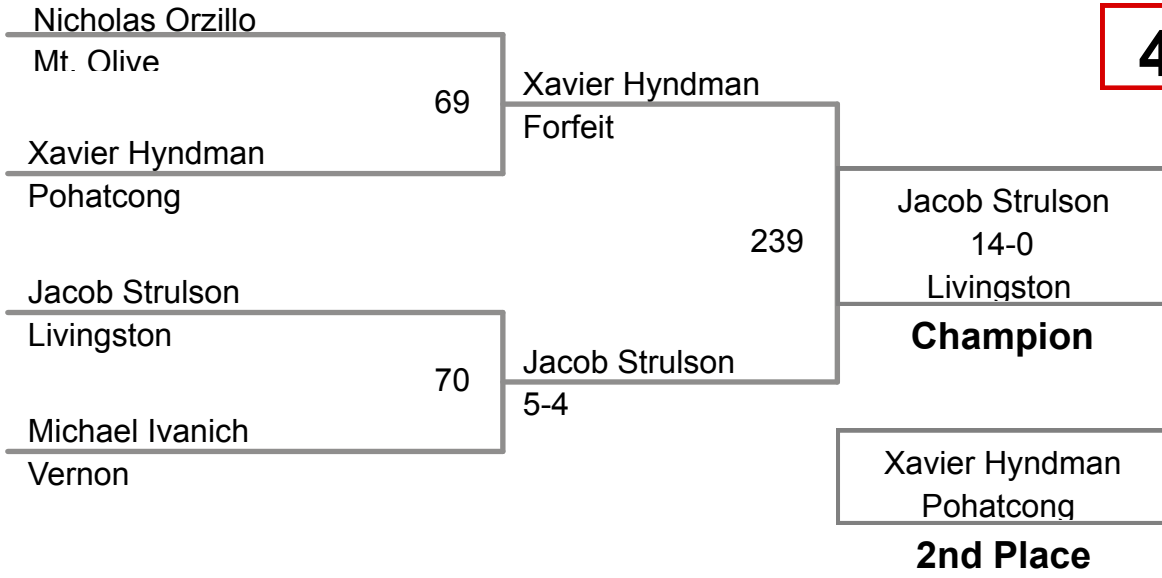 Nicholas Orzillo
Mt. Olive
69
Xavier Hyndman
Pohatcong
Xavier Hyndman
Forfeit
Jacob Strulson
Livingston
70
Michael Ivanich
Vernon
Jacob Strulson
5-4
239
4
Jacob Strulson
14-0
Livingston
Champion
Xavier Hyndman
Pohatcong
2nd Place